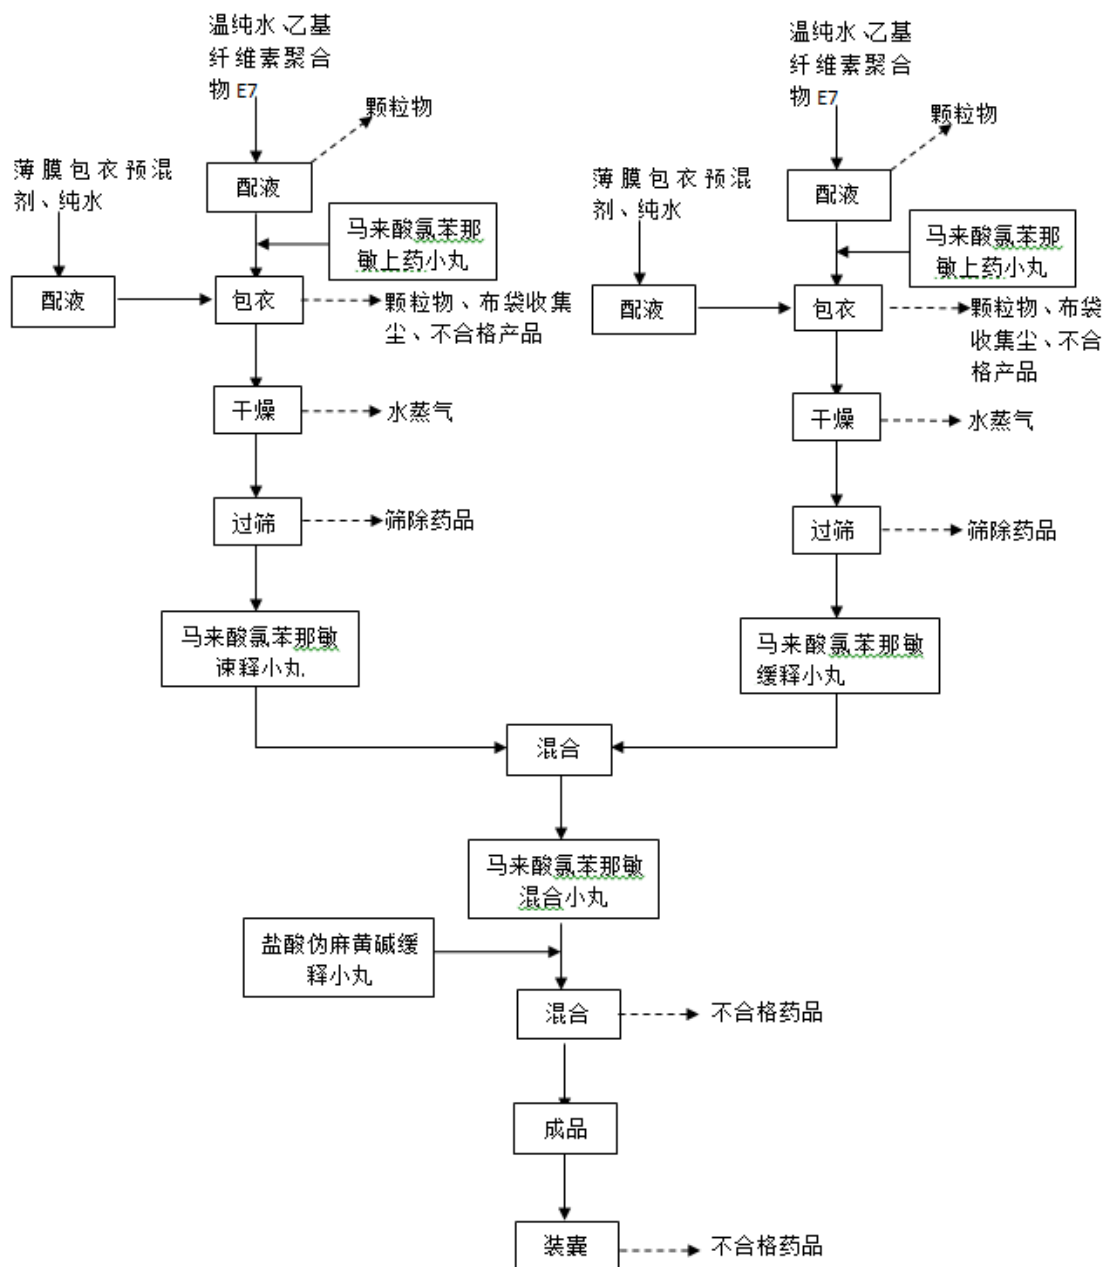 温纯水、乙基
纤维素聚合
物 E7
颗粒物
薄膜包衣预混
剂、纯水
配液
马来酸氯苯那
敏上药小丸
配液
包衣
颗粒物、布袋收集
尘、不合格产品
干燥
水蒸气
过筛
筛除药品
马来酸氯苯那敏
谏释小丸
温纯水、乙基
纤维素聚合
物 E7
颗粒物
薄膜包衣预混
剂、纯水
配液
马来酸氯苯那
敏上药小丸
配液
包衣
颗粒物、布袋
收集尘、不合
格产品
干燥
水蒸气
过筛
筛除药品
马来酸氯苯那敏
缓释小丸
混合
马来酸氯苯那敏
混合小丸
盐酸伪麻黄碱缓
释小丸
混合
不合格药品
成品
装囊
不合格药品